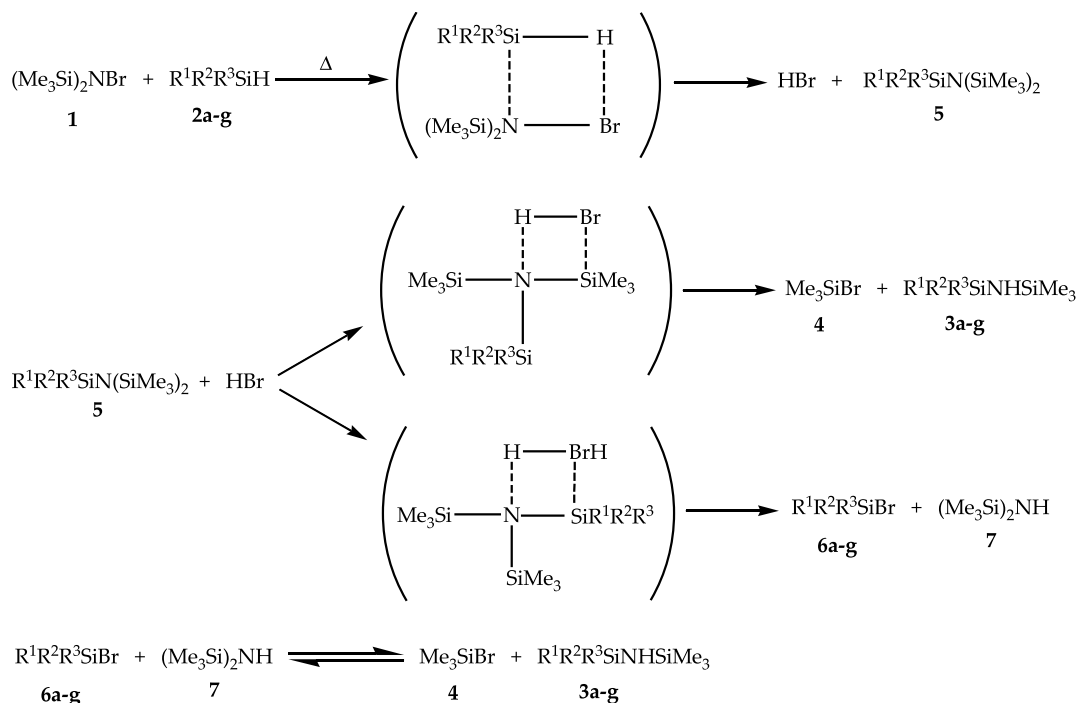 R¹R²R³Si H
(Me₃Si)₂NBr + R¹R²R³SiH Δ HBr + R¹R²R³SiN(SiMe₃)₂
1 2a-g 5
(Me₃Si)₂N Br
H Br
Me₃Si N SiMe₃ Me₃SiBr + R¹R²R³SiNHSiMe₃
4 3a-g
R¹R²R³Si
R¹R²R³SiN(SiMe₃)₂ + HBr
5
H BrH
Me₃Si N SiR¹R²R³ R¹R²R³SiBr + (Me₃Si)₂NH
6a-g 7
SiMe₃
R¹R²R³SiBr + (Me₃Si)₂NH Me₃SiBr + R¹R²R³SiNHSiMe₃
6a-g 7 4 3a-g